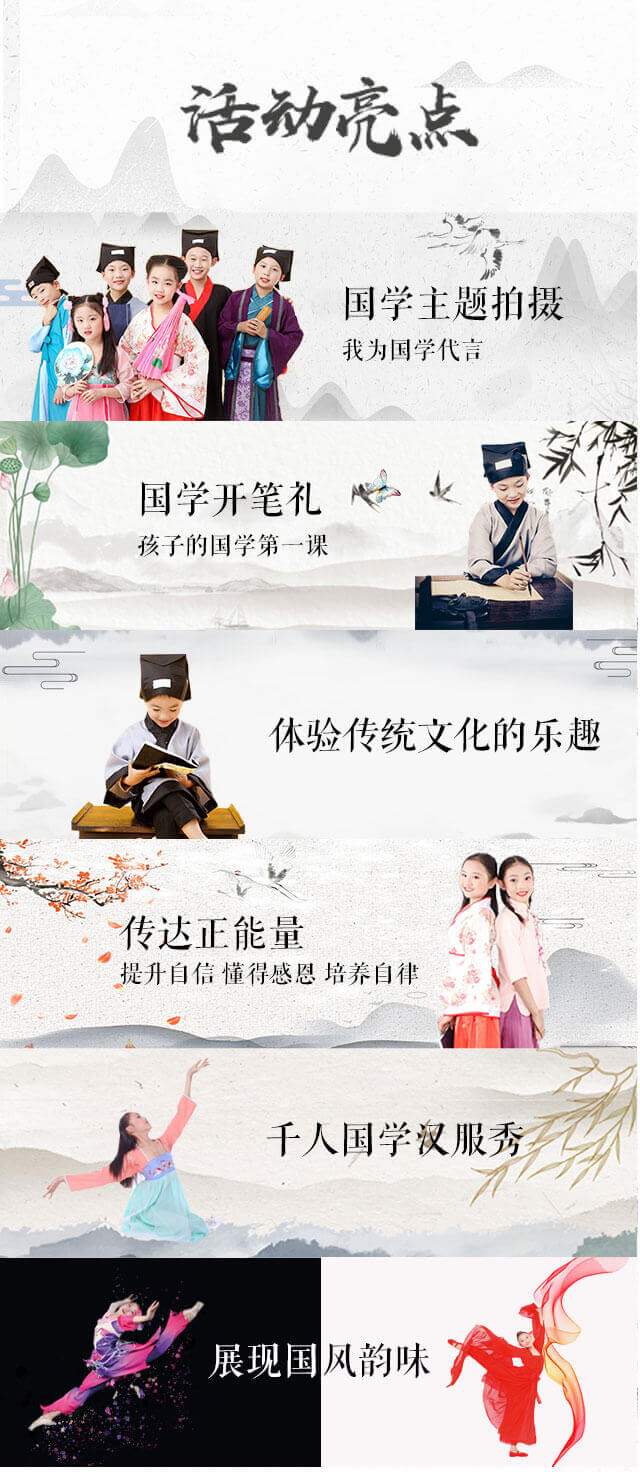 活动亮点
国学主题拍摄
我为国学代言
国学开笔礼
孩子的国学第一课
体验传统文化的乐趣
传达正能量
提升自信 懂得感恩 培养自律
千人国学汉服秀
展现国风韵味